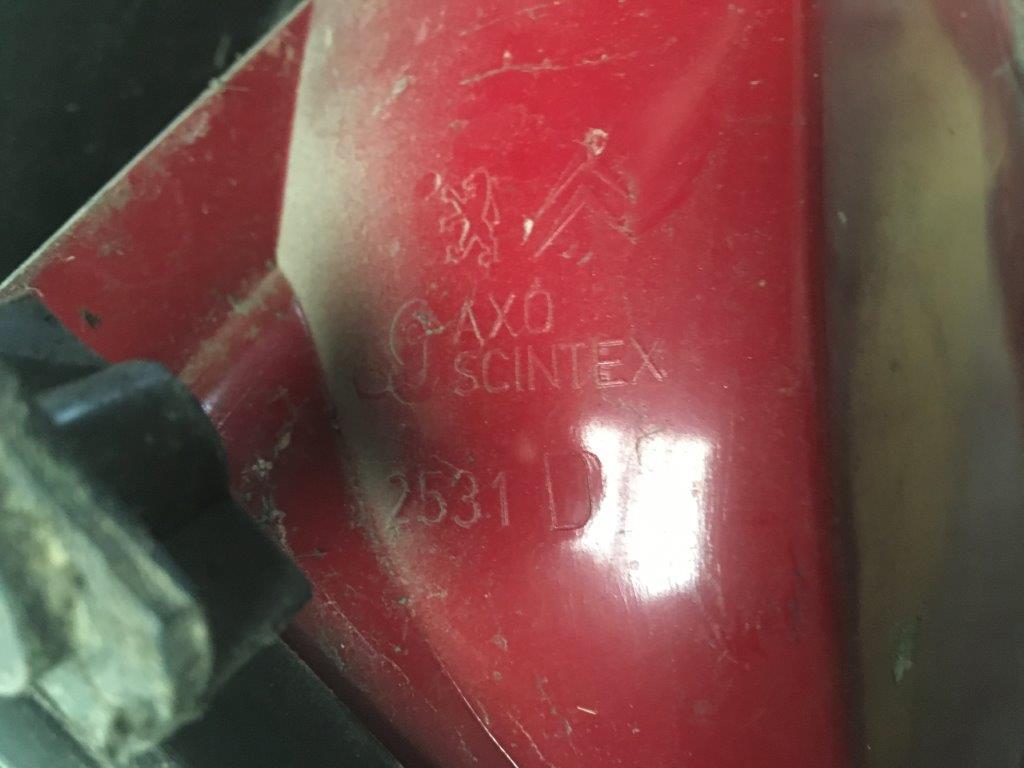 AXO
SCINTEX
2531 D